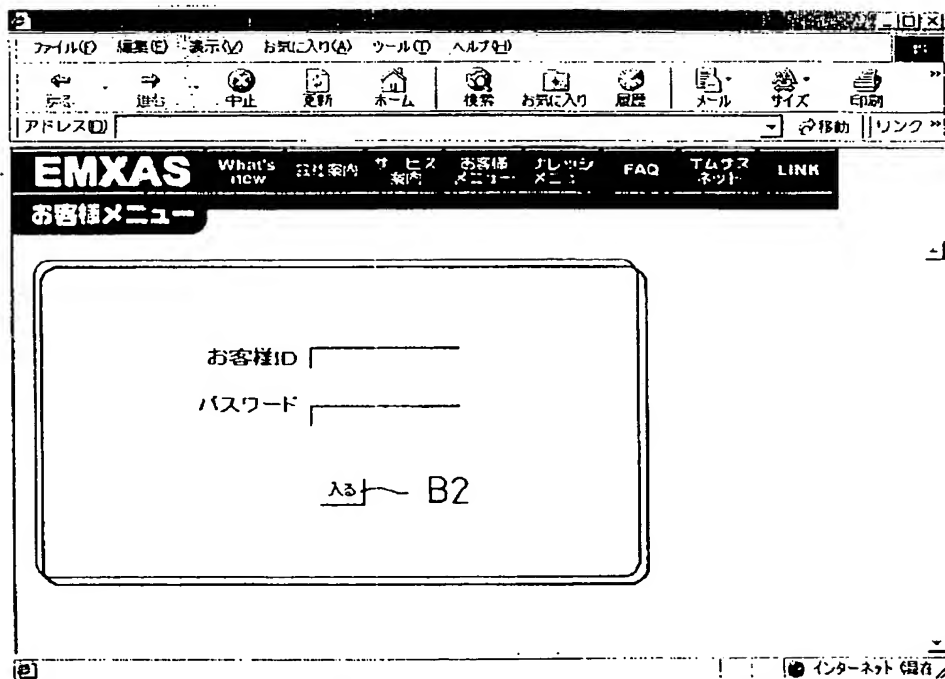 ファイル(F) 編集(E) 表示(V) お気に入り(A) ツール(T) ヘルプ(H)
戻る 進む 中止 更新 ホーム 検索 お気に入り 履歴 メール サイズ 印刷 »
アドレス(D) 移動 リンク »
EMXAS What's new 会社案内 サービス案内 お客様メニュー ナレッジメニュー FAQ エムサスネット LINK
お客様メニュー
お客様ID
パスワード
入る B2
インターネット